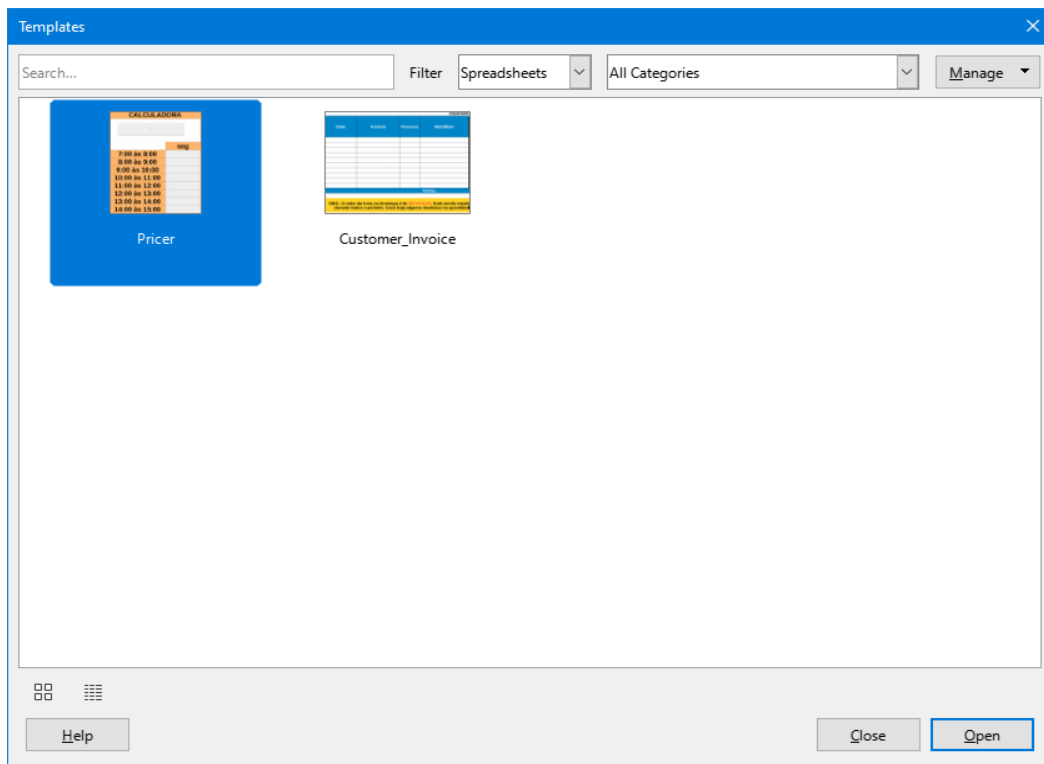 Templates
Search...
Filter
Spreadsheets
All Categories
Manage
CALCULADORA
seg
7:00 às 8:00
8:00 às 9:00
9:00 às 10:00
10:00 às 11:00
11:00 às 12:00
12:00 às 13:00
13:00 às 14:00
14:00 às 15:00
Pricer
TOTAL
Customer_Invoice
Help
Close
Open